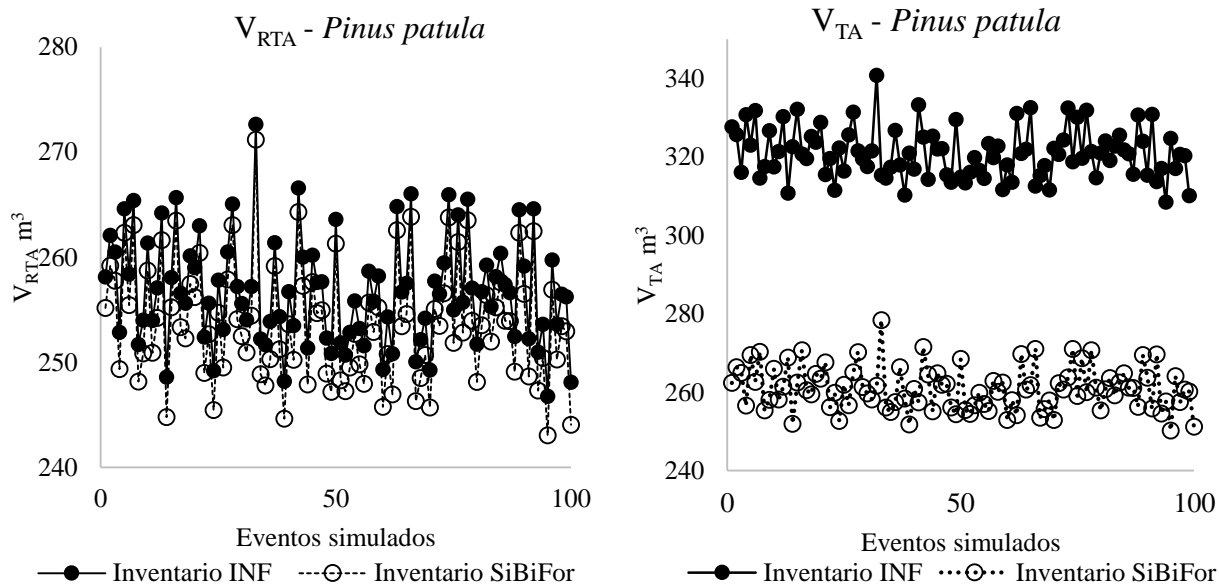 V_RTA - Pinus patula
280
270
260
250
240
V_RTA m³
0
50
100
Eventos simulados
Inventario INF
Inventario SiBiFor
V_TA - Pinus patula
340
320
300
280
260
240
V_TA m³
0
50
100
Eventos simulados
Inventario INF
Inventario SiBiFor